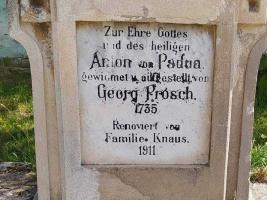 Zur Ehre Gottes
und des heiligen
Anton von Padua.
gewidmet u. aufgestellt von
Georg Prosch.
1735
Renoviert von
Familie Knaus.
1911